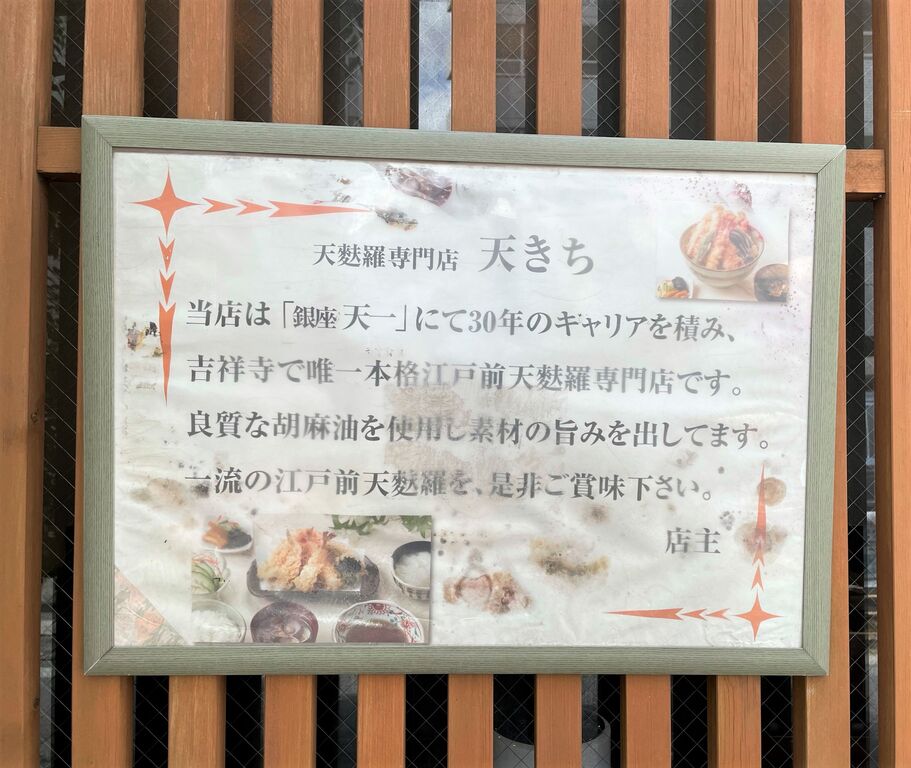 天麩羅専門店 天きち
当店は「銀座 天一」にて30年のキャリアを積み、
吉祥寺で唯一本格江戸前天麩羅専門店です。
良質な胡麻油を使用し素材の旨みを出してます。
一流の江戸前天麩羅を、是非ご賞味下さい。
店主